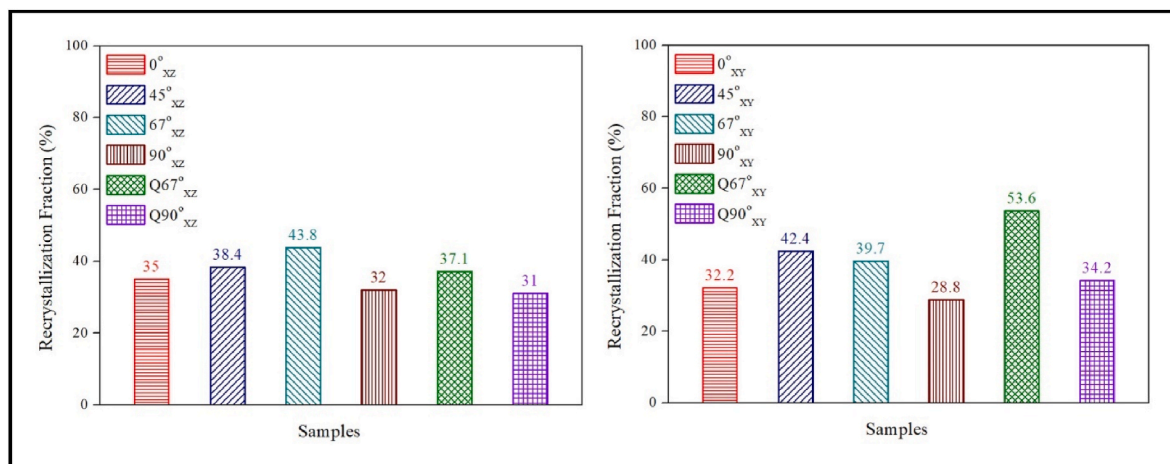 100
80
60
40
20
0
Recrystallization Fraction (%)
0°XZ
45°XZ
67°XZ
90°XZ
Q67°XZ
Q90°XZ
35
38.4
43.8
32
37.1
31
Samples
100
80
60
40
20
0
Recrystallization Fraction (%)
0°XY
45°XY
67°XY
90°XY
Q67°XY
Q90°XY
32.2
42.4
39.7
28.8
53.6
34.2
Samples